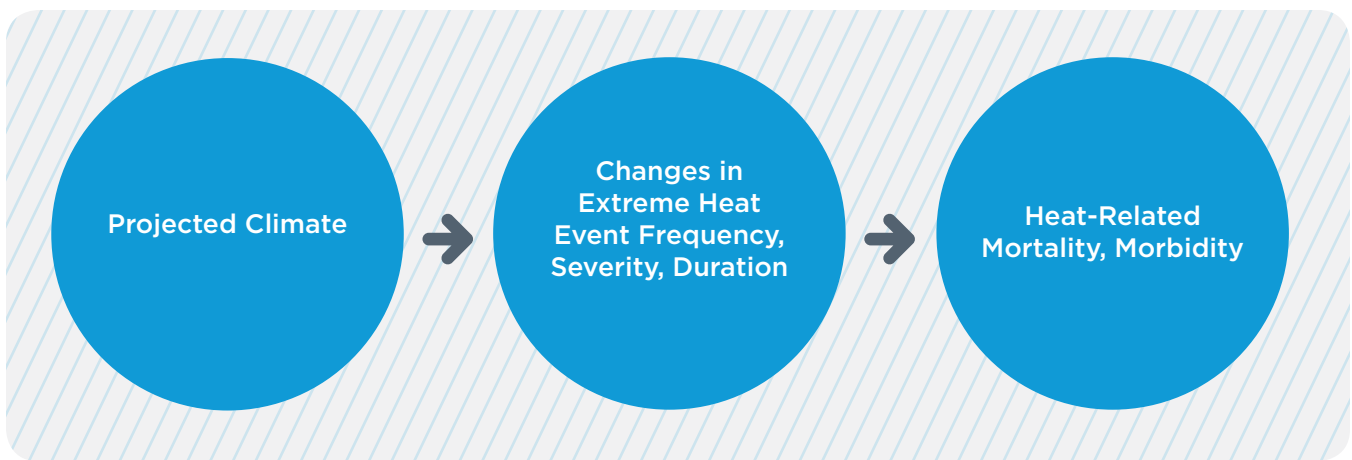 Projected Climate
Changes in
Extreme Heat
Event Frequency,
Severity, Duration
Heat-Related
Mortality, Morbidity